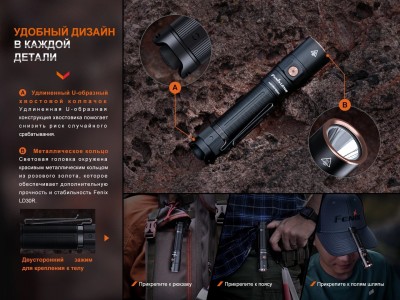 УДОБНЫЙ ДИЗАЙН
В КАЖДОЙ
ДЕТАЛИ
A Удлиненный U-образный
хвостовой колпачок
Удлиненная U-образная
конструкция хвостовика помогает
снизить риск случайного
срабатывания.
B Металлическое кольцо
Световая головка окружена
красивым металлическим кольцом
из розового золота, которое
обеспечивает дополнительную
прочность и стабильность Fenix
LD30R.
Двусторонний зажим
для крепления к телу
A
B
FENIX
Прикрепите к рюкзаку
Прикрепите к поясу
Прикрепите к полям шляпы